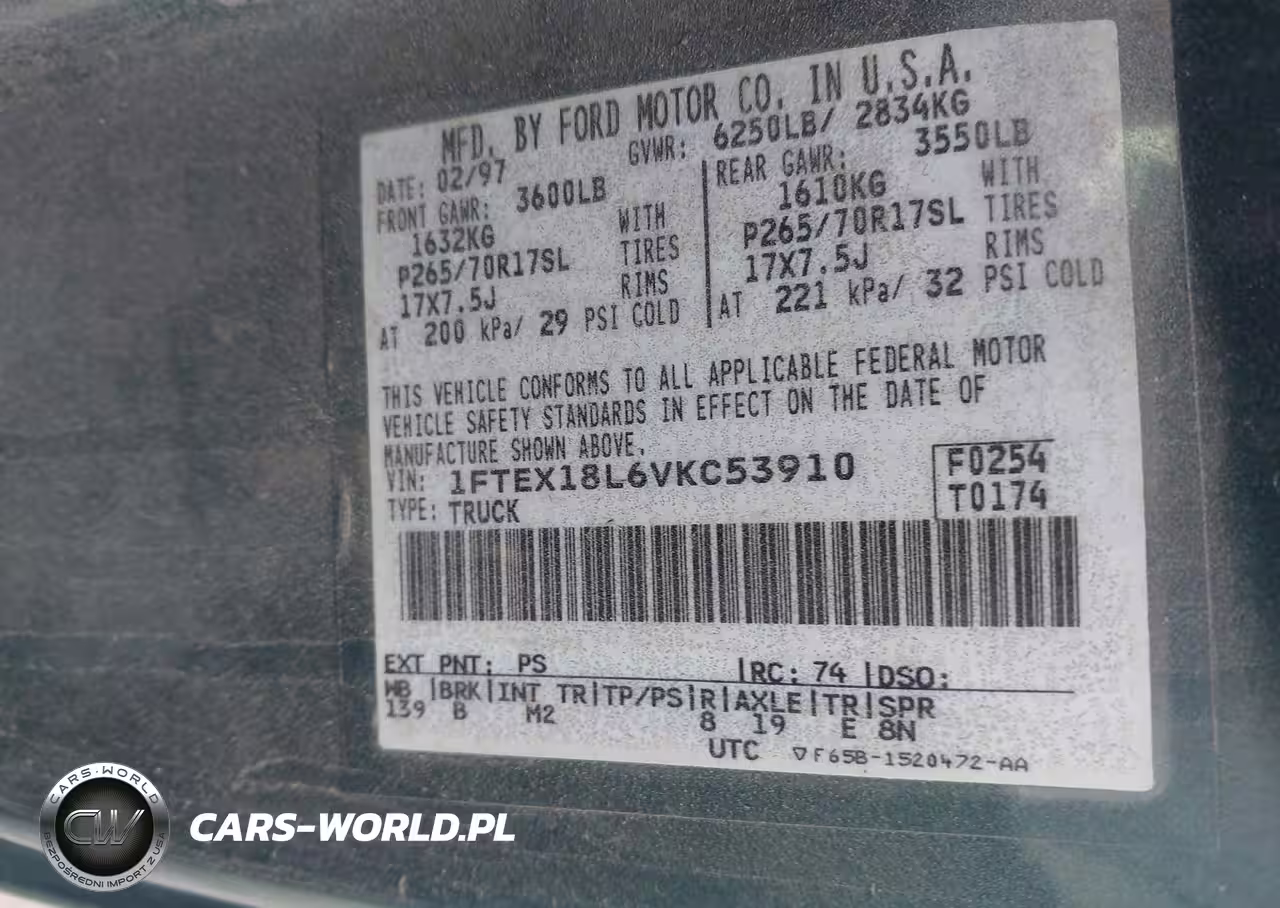 MFD. BY FORD MOTOR CO. IN U.S.A.
DATE: 02/97 GVWR: 6250LB/ 2834KG
FRONT GAWR: 3600LB
1632KG WITH
P265/70R17SL TIRES
17X7.5J RIMS
AT 200 kPa/ 29 PSI COLD
REAR GAWR: 3550LB
1610KG WITH
P265/70R17SL TIRES
17X7.5J RIMS
AT 221 kPa/ 32 PSI COLD
THIS VEHICLE CONFORMS TO ALL APPLICABLE FEDERAL MOTOR
VEHICLE SAFETY STANDARDS IN EFFECT ON THE DATE OF
MANUFACTURE SHOWN ABOVE.
VIN: 1FTEX18L6VKC53910
TYPE: TRUCK
F0254
T0174
EXT PNT: PS |RC: 74 |DSO:
WB |BRK|INT TR|TP/PS|R|AXLE|TR|SPR
139 B M2 8 19 E 8N
UTC ▽F65B-1520472-AA
CARS-WORLD
CW
BEZPOŚREDNI IMPORT Z USA
CARS-WORLD.PL